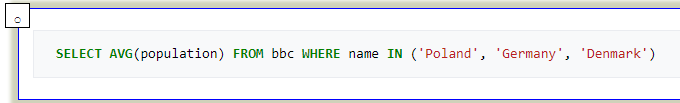 SELECT AVG(population) FROM bbc WHERE name IN ('Poland', 'Germany', 'Denmark')